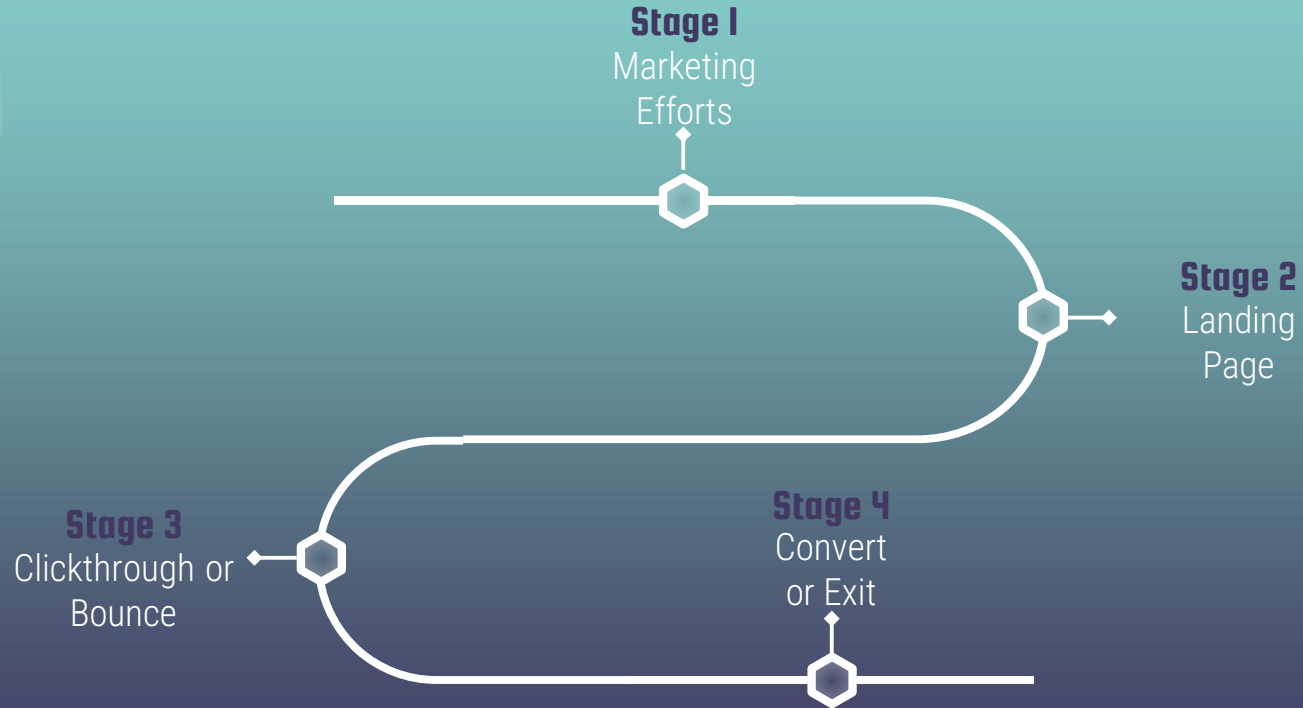 Stage 1
Marketing
Efforts
Stage 2
Landing
Page
Stage 3
Clickthrough or
Bounce
Stage 4
Convert
or Exit